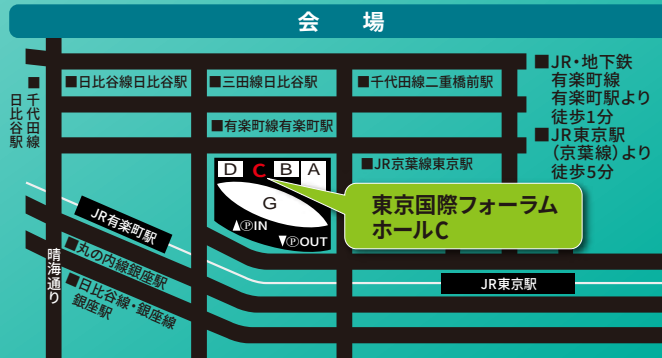 会 場
■日比谷線日比谷駅
■三田線日比谷駅
■千代田線二重橋前駅
■JR・地下鉄
有楽町線
有楽町駅より
徒歩1分
■JR東京駅
（京葉線）より
徒歩5分
■千代田線
日比谷駅
■有楽町線有楽町駅
■JR京葉線東京駅
D C B A
G
▲ⓅIN
▼ⓅOUT
東京国際フォーラム
ホールC
JR有楽町駅
晴海通り
■丸の内線銀座駅
■日比谷線・銀座線
銀座駅
JR東京駅